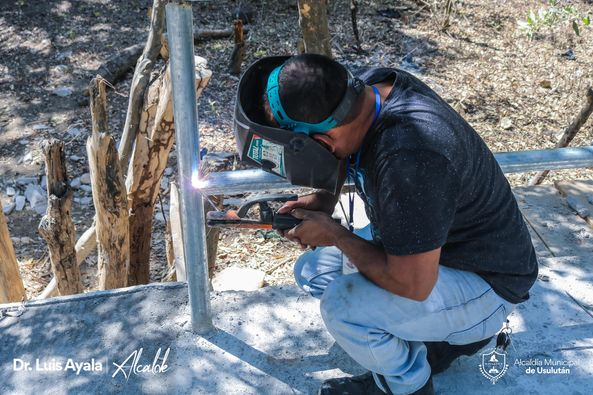 Dr. Luis Ayala Alcalde
Alcaldía Municipal
de Usulután